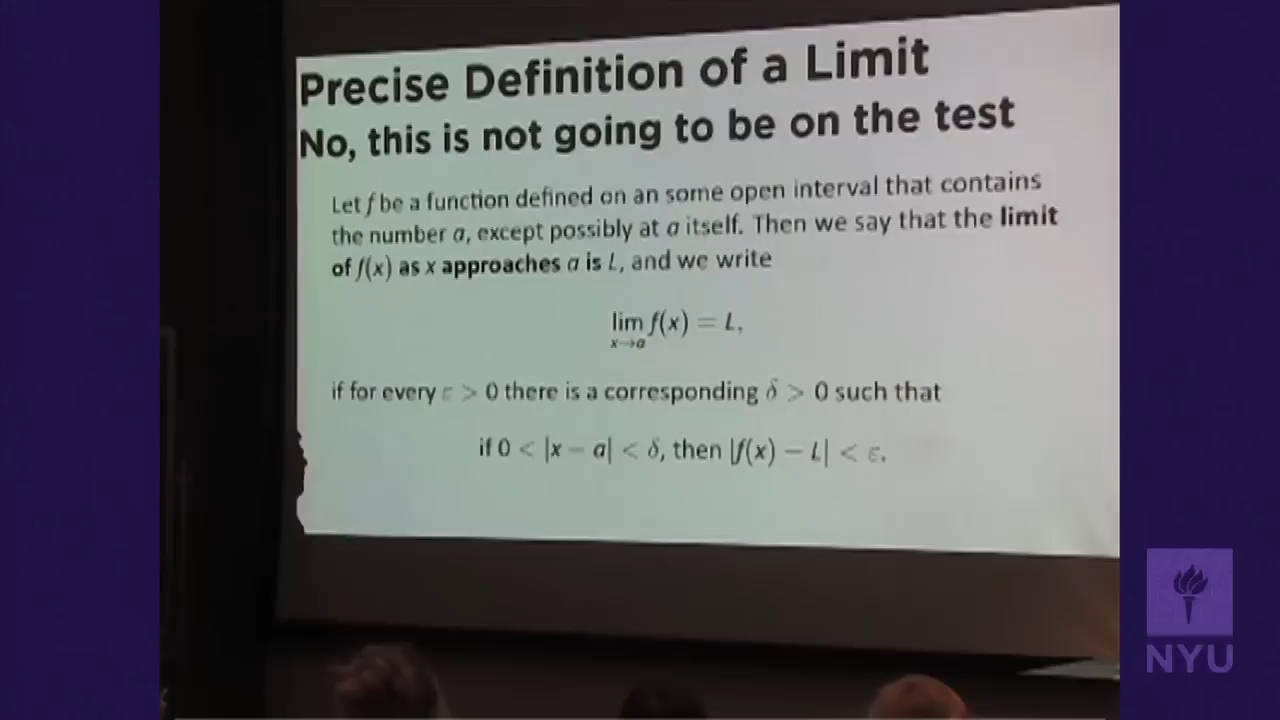 Precise Definition of a Limit
No, this is not going to be on the test
Let f be a function defined on an some open interval that contains
the number a, except possibly at a itself. Then we say that the limit
of f(x) as x approaches a is L, and we write
lim f(x) = L,
x→a
if for every ε > 0 there is a corresponding δ > 0 such that
if 0 < |x − a| < δ, then |f(x) − L| < ε.
NYU